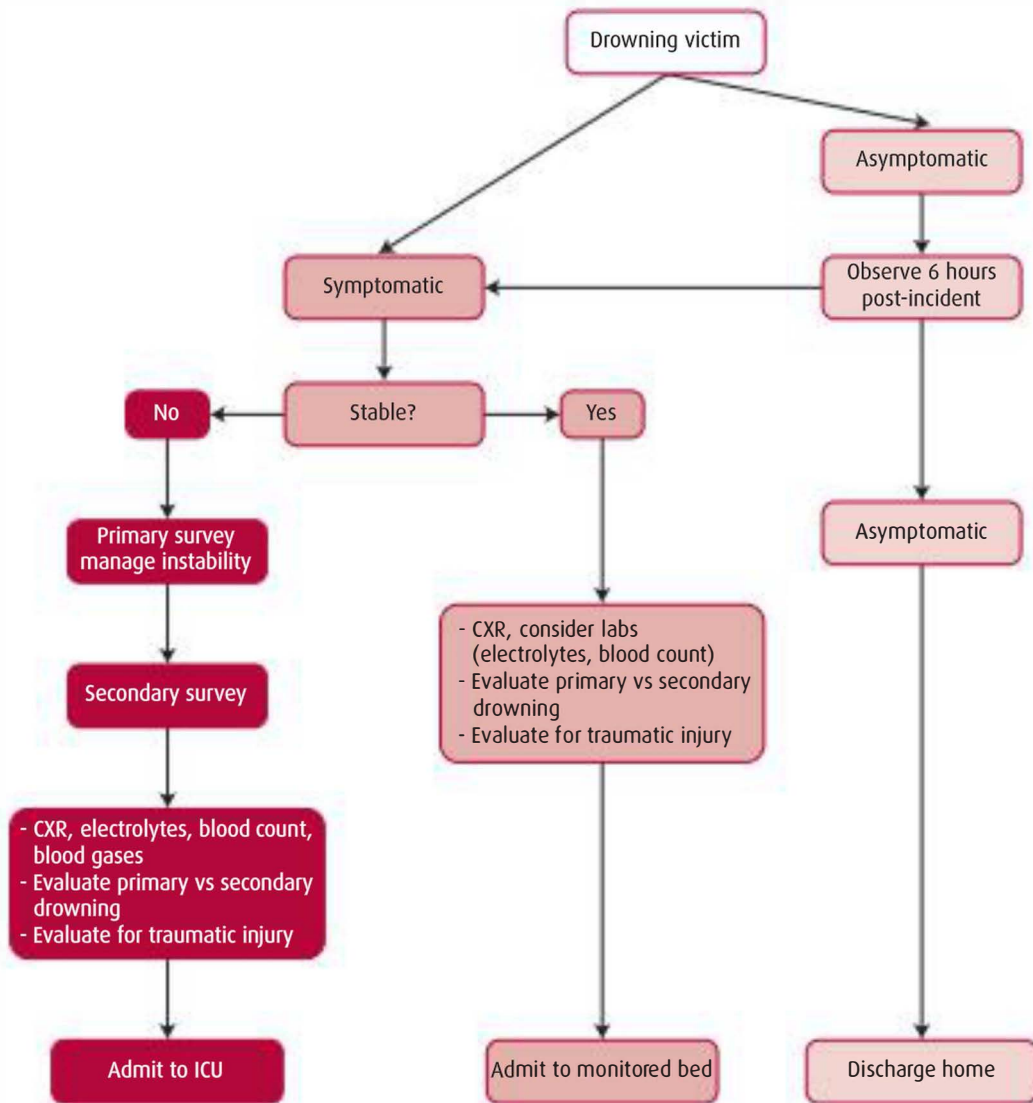 Drowning victim
Asymptomatic
Symptomatic
Observe 6 hours
post-incident
No
Stable?
Yes
Primary survey
manage instability
Asymptomatic
- CXR, consider labs
(electrolytes, blood count)
- Evaluate primary vs secondary
drowning
- Evaluate for traumatic injury
Secondary survey
- CXR, electrolytes, blood count,
blood gases
- Evaluate primary vs secondary
drowning
- Evaluate for traumatic injury
Admit to ICU
Admit to monitored bed
Discharge home